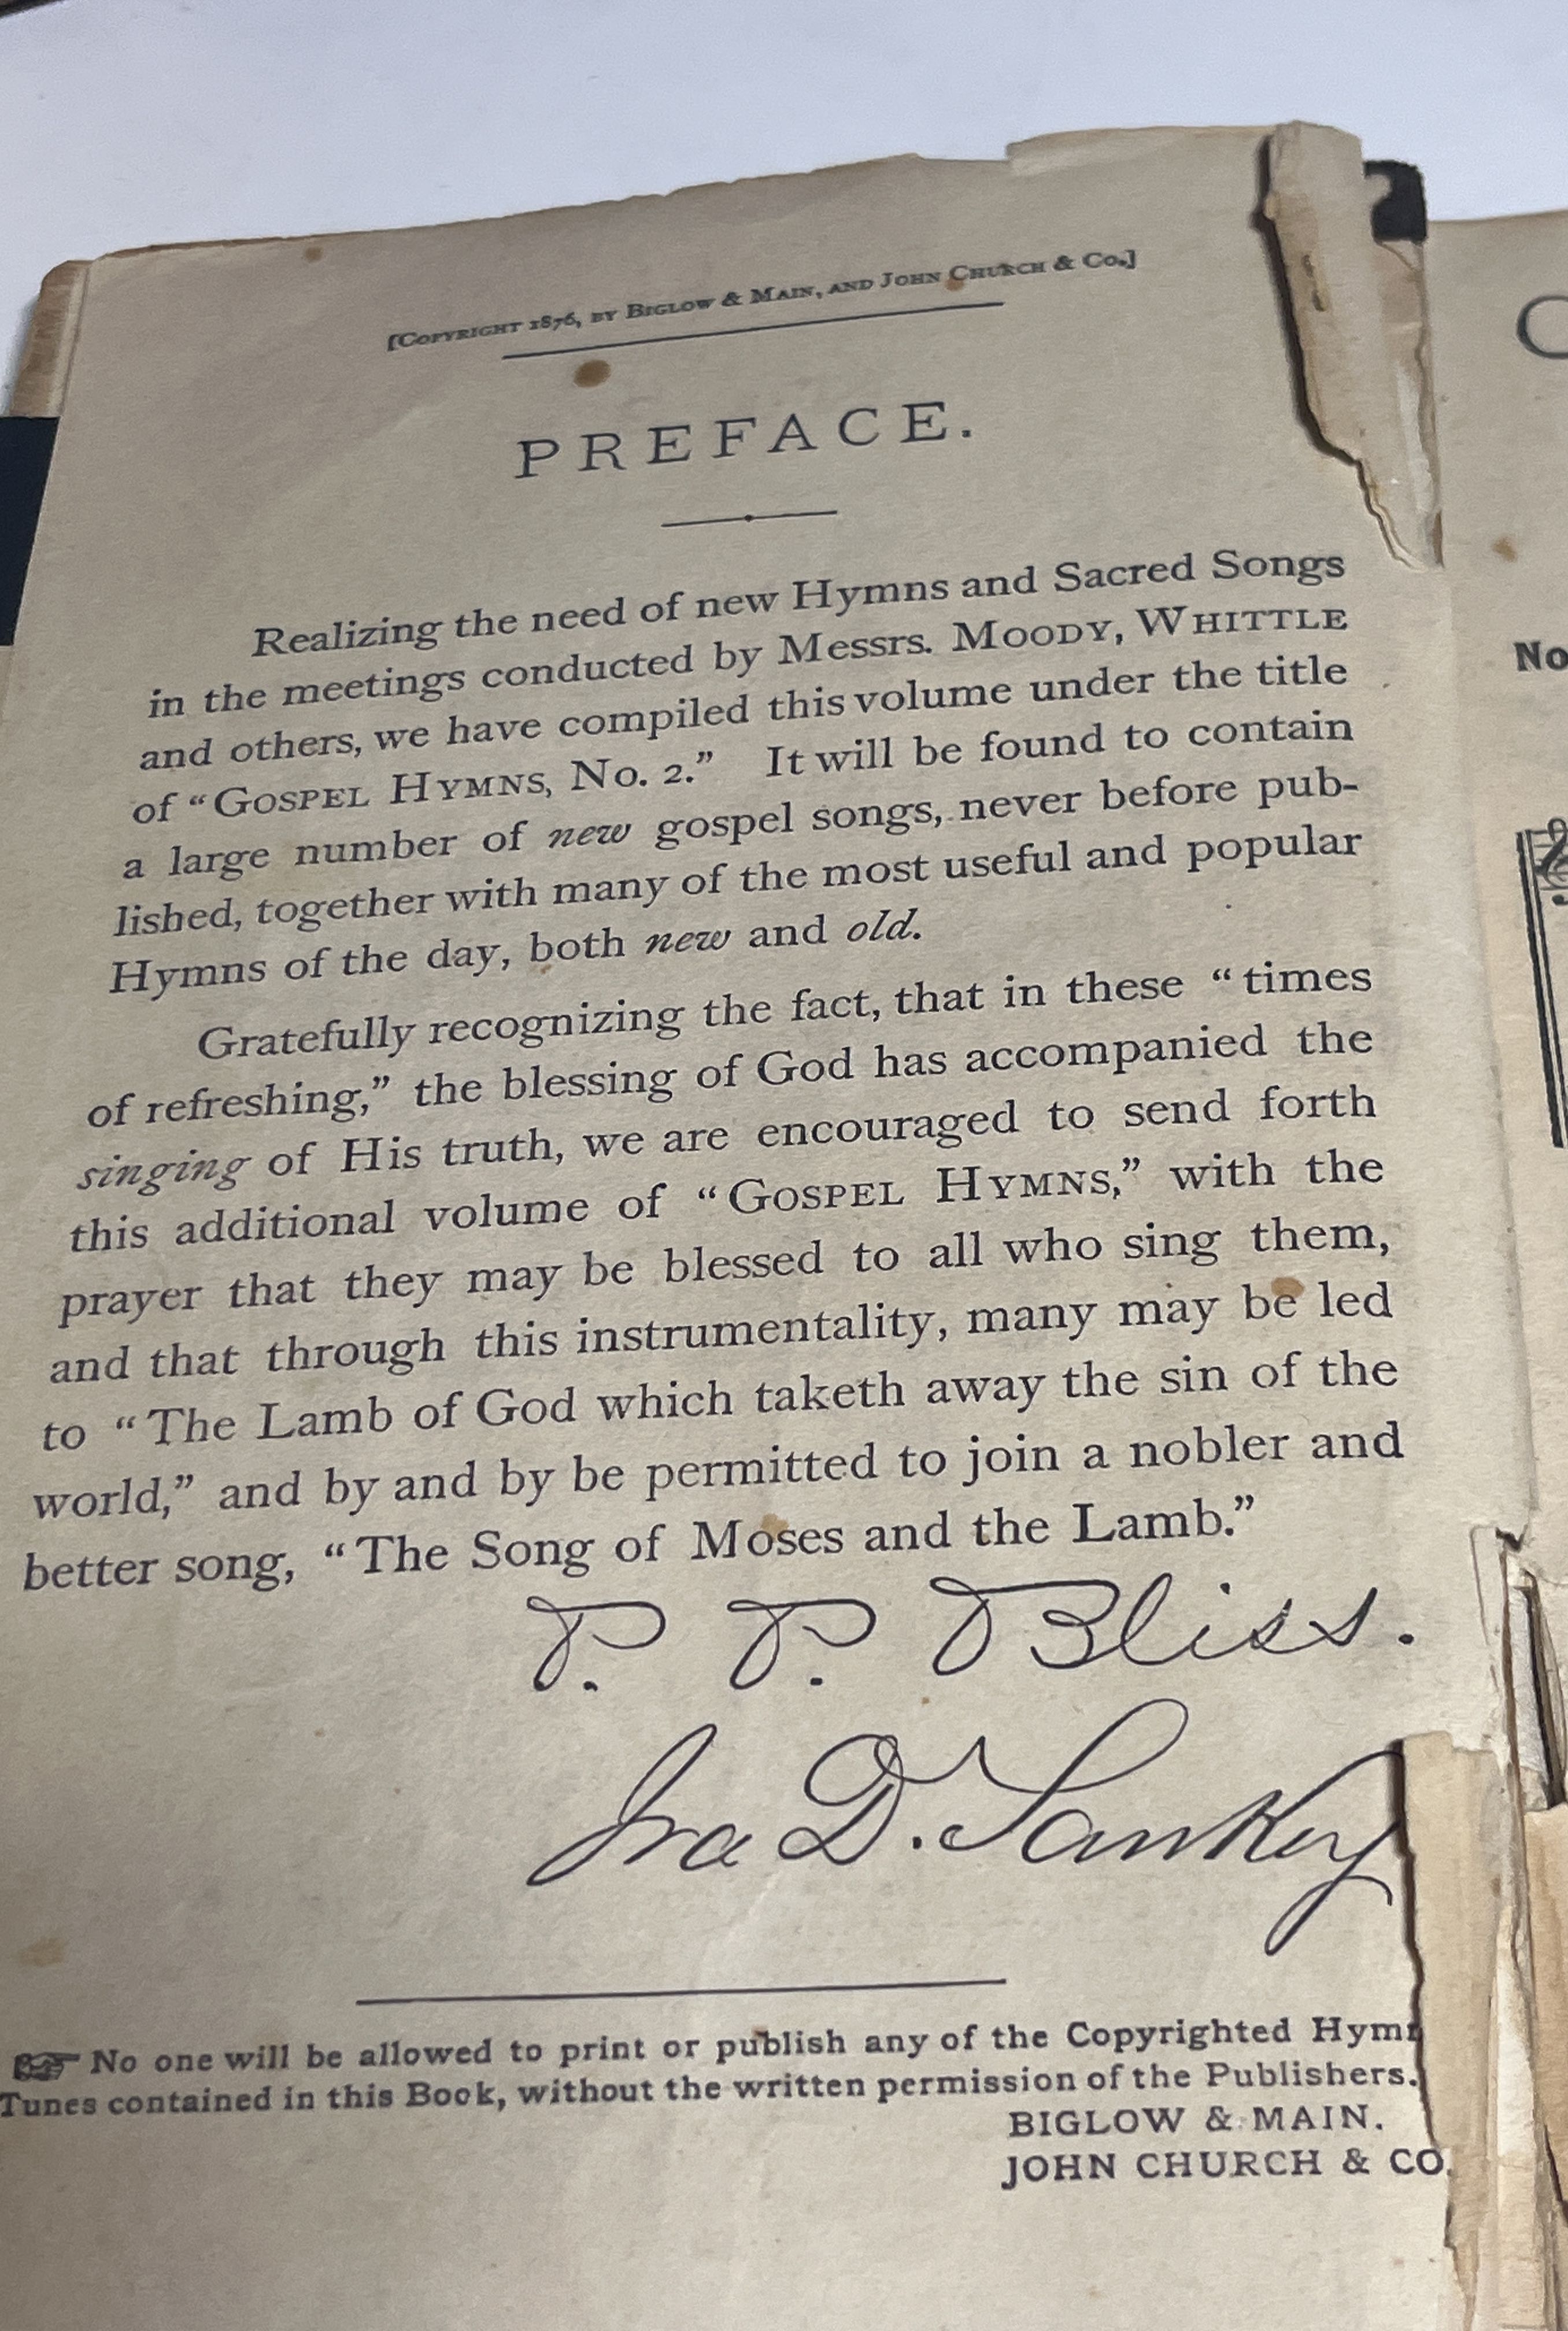 [COPYRIGHT 1876, BY BIGLOW & MAIN, AND JOHN CHURCH & CO.]
PREFACE.
Realizing the need of new Hymns and Sacred Songs
in the meetings conducted by Messrs. MOODY, WHITTLE
and others, we have compiled this volume under the title
of “GOSPEL HYMNS, NO. 2.” It will be found to contain
a large number of new gospel songs, never before pub-
lished, together with many of the most useful and popular
Hymns of the day, both new and old.
Gratefully recognizing the fact, that in these “times
of refreshing,” the blessing of God has accompanied the
singing of His truth, we are encouraged to send forth
this additional volume of “GOSPEL HYMNS,” with the
prayer that they may be blessed to all who sing them,
and that through this instrumentality, many may be led
to “The Lamb of God which taketh away the sin of the
world,” and by and by be permitted to join a nobler and
better song, “The Song of Moses and the Lamb.”
P. P. Bliss.
Ira D. Sankey
No one will be allowed to print or publish any of the Copyrighted
Tunes contained in this Book, without the written permission of the Publishers.
BIGLOW & MAIN.
JOHN CHURCH & CO.
No